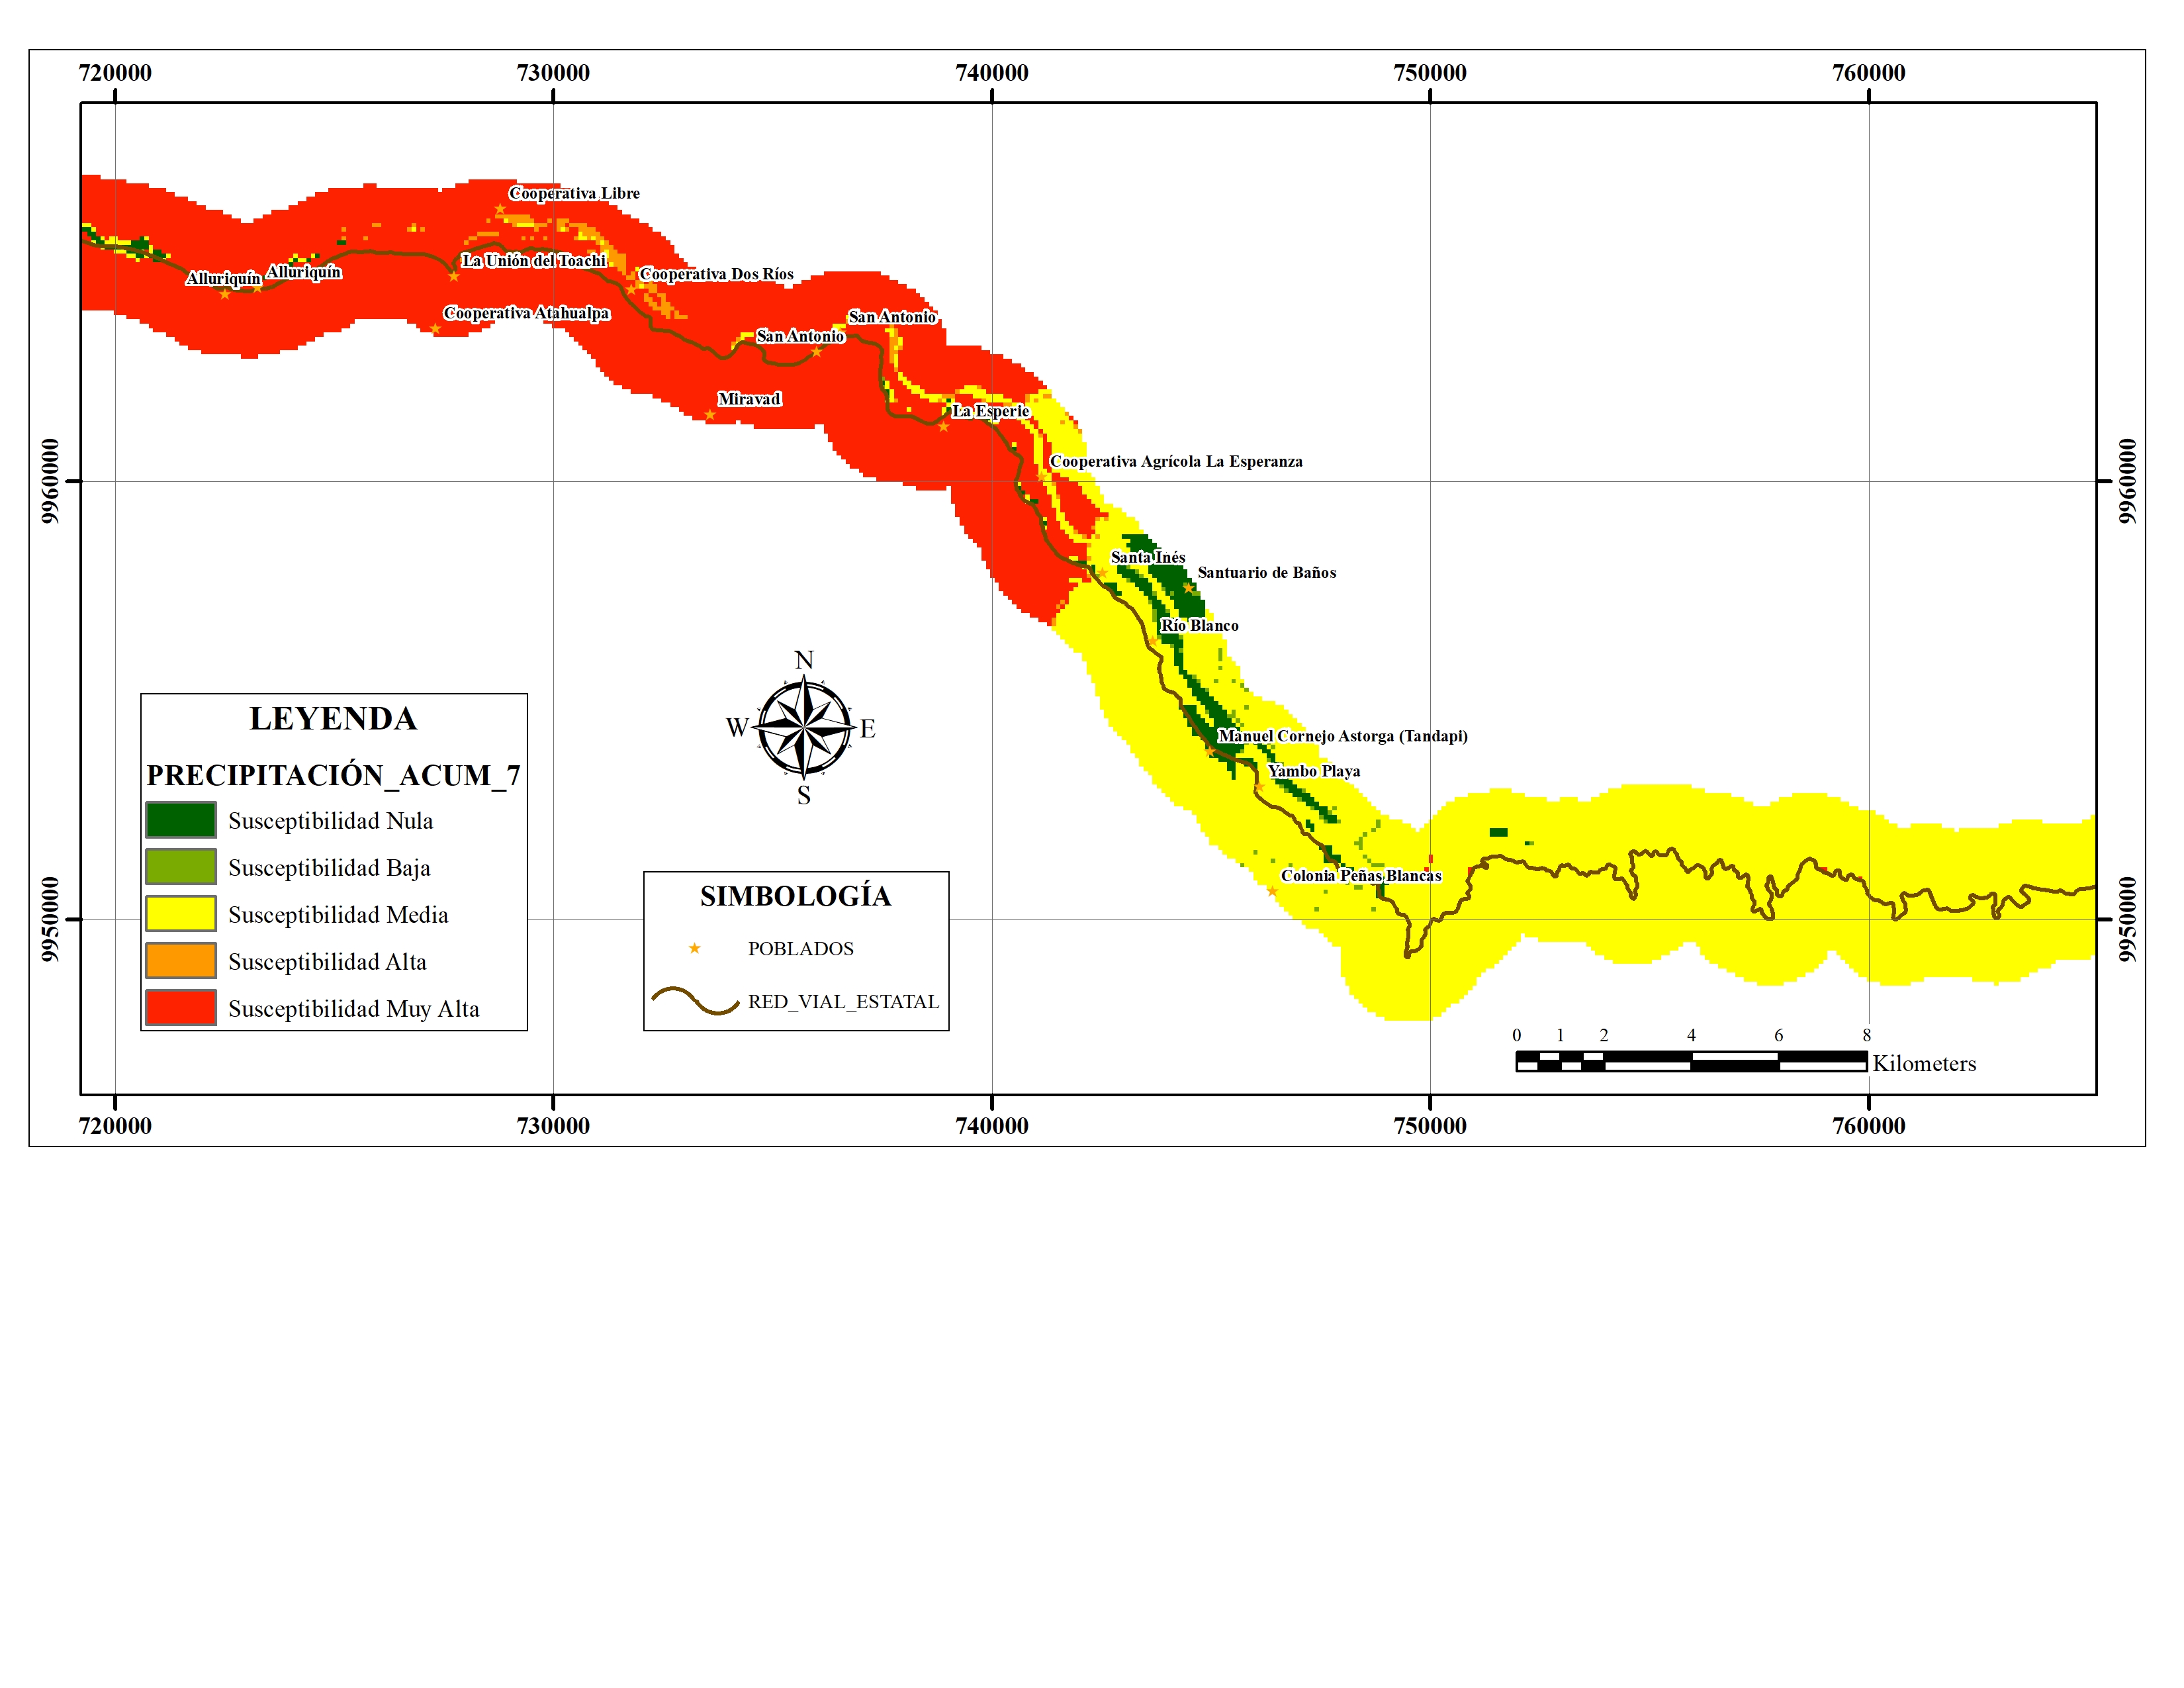 720000 730000 740000 750000 760000
Cooperativa Libre
Alluriquín
Alluriquín
La Unión del Toachi
Cooperativa Dos Ríos
Cooperativa Atahualpa
San Antonio
San Antonio
Miravad
La Esperie
Cooperativa Agrícola La Esperanza
9960000
9960000
Santa Inés
Santuario de Baños
Río Blanco
Manuel Cornejo Astorga (Tandapi)
Yambo Playa
Colonia Peñas Blancas
9950000
9950000
N
W E
S
LEYENDA
PRECIPITACIÓN_ACUM_7
Susceptibilidad Nula
Susceptibilidad Baja
Susceptibilidad Media
Susceptibilidad Alta
Susceptibilidad Muy Alta
SIMBOLOGÍA
POBLADOS
RED_VIAL_ESTATAL
0 1 2 4 6 8
Kilometers
720000 730000 740000 750000 760000